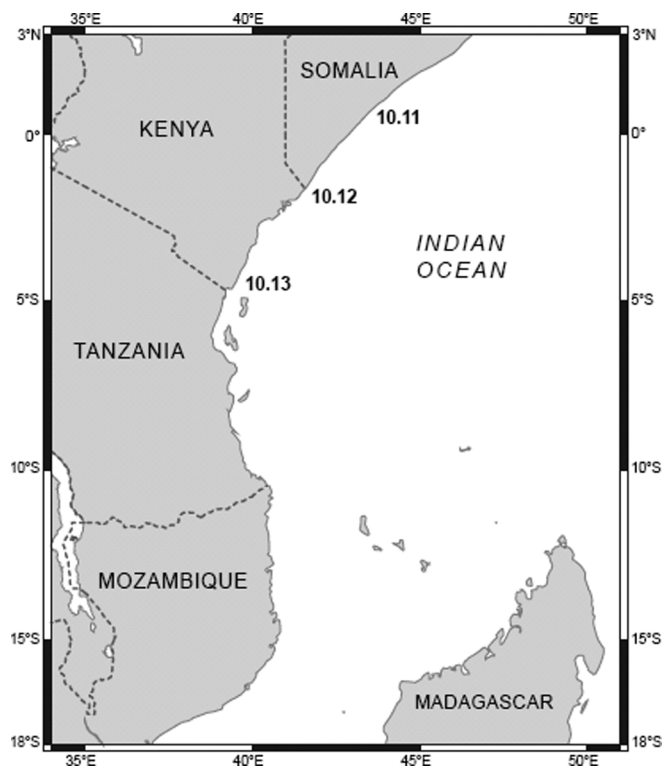 35°E 40°E 45°E 50°E
3°N 3°N
SOMALIA
10.11
KENYA
0° 0°
10.12
INDIAN
OCEAN
10.13
5°S 5°S
TANZANIA
10°S 10°S
MOZAMBIQUE
15°S 15°S
MADAGASCAR
18°S 18°S
35°E 40°E 45°E 50°E